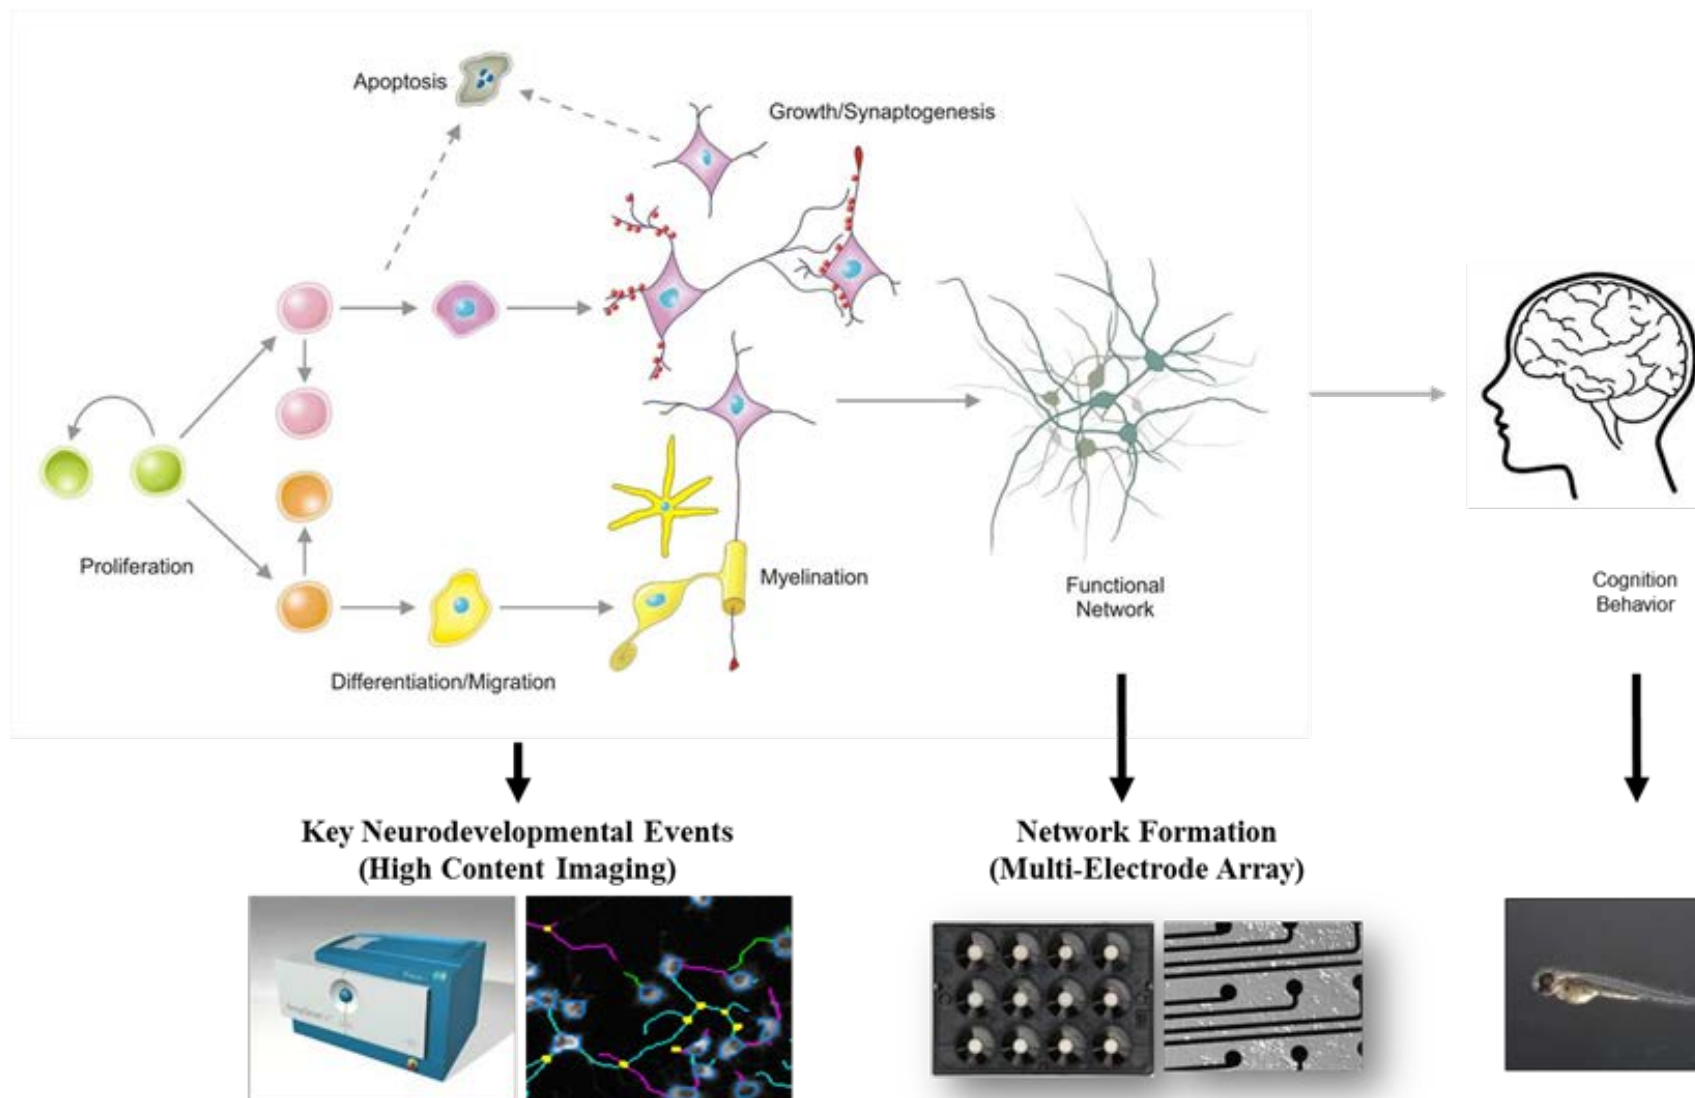 Apoptosis
Growth/Synaptogenesis
Proliferation
Myelination
Differentiation/Migration
Functional
Network
Cognition
Behavior
Key Neurodevelopmental Events
(High Content Imaging)
Network Formation
(Multi-Electrode Array)